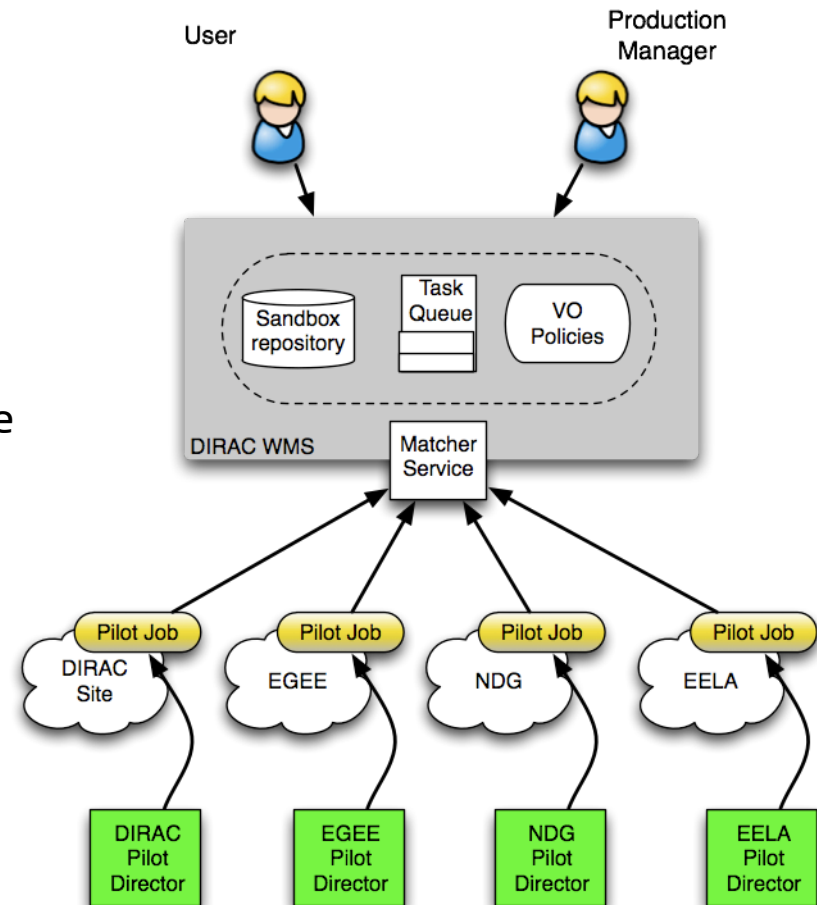 User
Production
Manager
Sandbox
repository
Task
Queue
VO
Policies
e
DIRAC WMS
Matcher
Service
Pilot Job
Pilot Job
Pilot Job
Pilot Job
DIRAC
Site
EGEE
NDG
EELA
DIRAC
Pilot
Director
EGEE
Pilot
Director
NDG
Pilot
Director
EELA
Pilot
Director